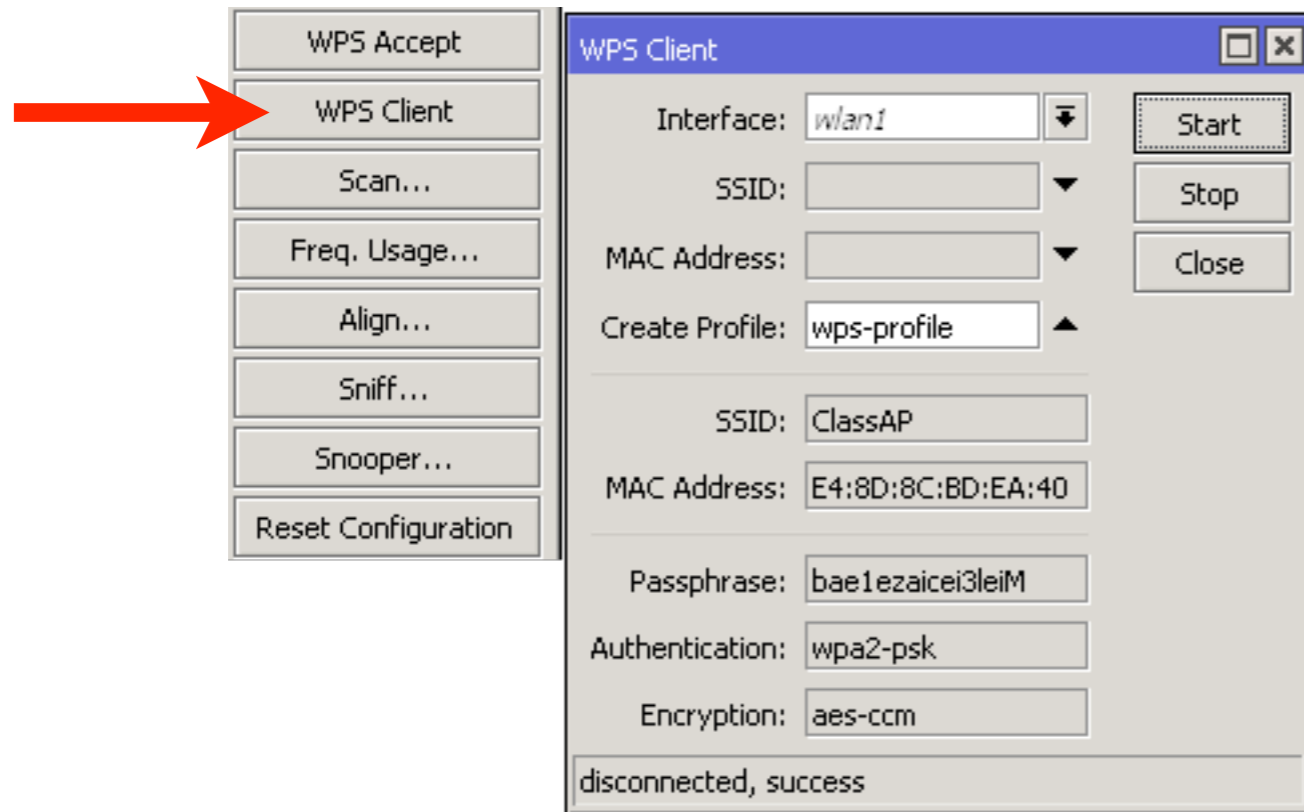 WPS Accept
WPS Client
Scan...
Freq. Usage...
Align...
Sniff...
Snooper...
Reset Configuration
WPS Client
Interface: wlan1
Start
SSID:
Stop
MAC Address:
Close
Create Profile: wps-profile
SSID: ClassAP
MAC Address: E4:8D:8C:BD:EA:40
Passphrase: bae1ezaicei3leiM
Authentication: wpa2-psk
Encryption: aes-ccm
disconnected, success